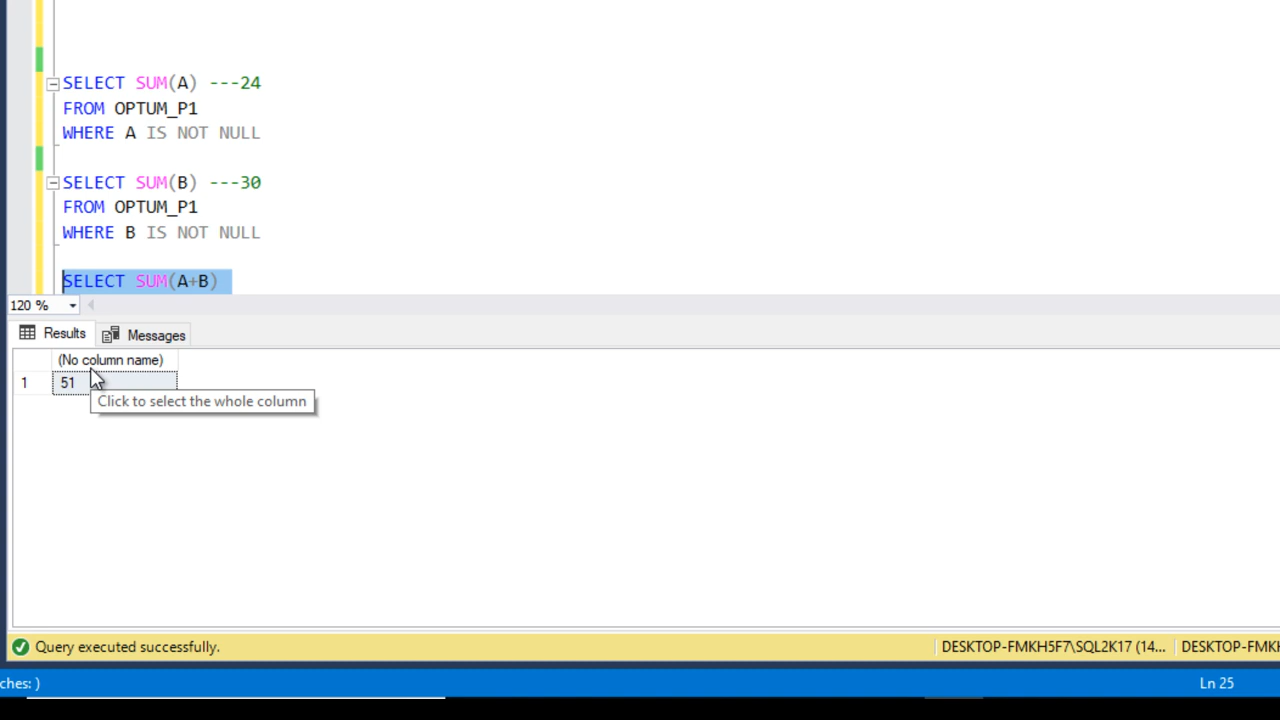 SELECT SUM(A) ---24
FROM OPTUM_P1
WHERE A IS NOT NULL
SELECT SUM(B) ---30
FROM OPTUM_P1
WHERE B IS NOT NULL
SELECT SUM(A+B)
120 %
Results Messages
(No column name)
1 51
Click to select the whole column
Query executed successfully. DESKTOP-FMKH5F7\SQL2K17 (14... DESKTOP-FMKH
ches: ) Ln 25